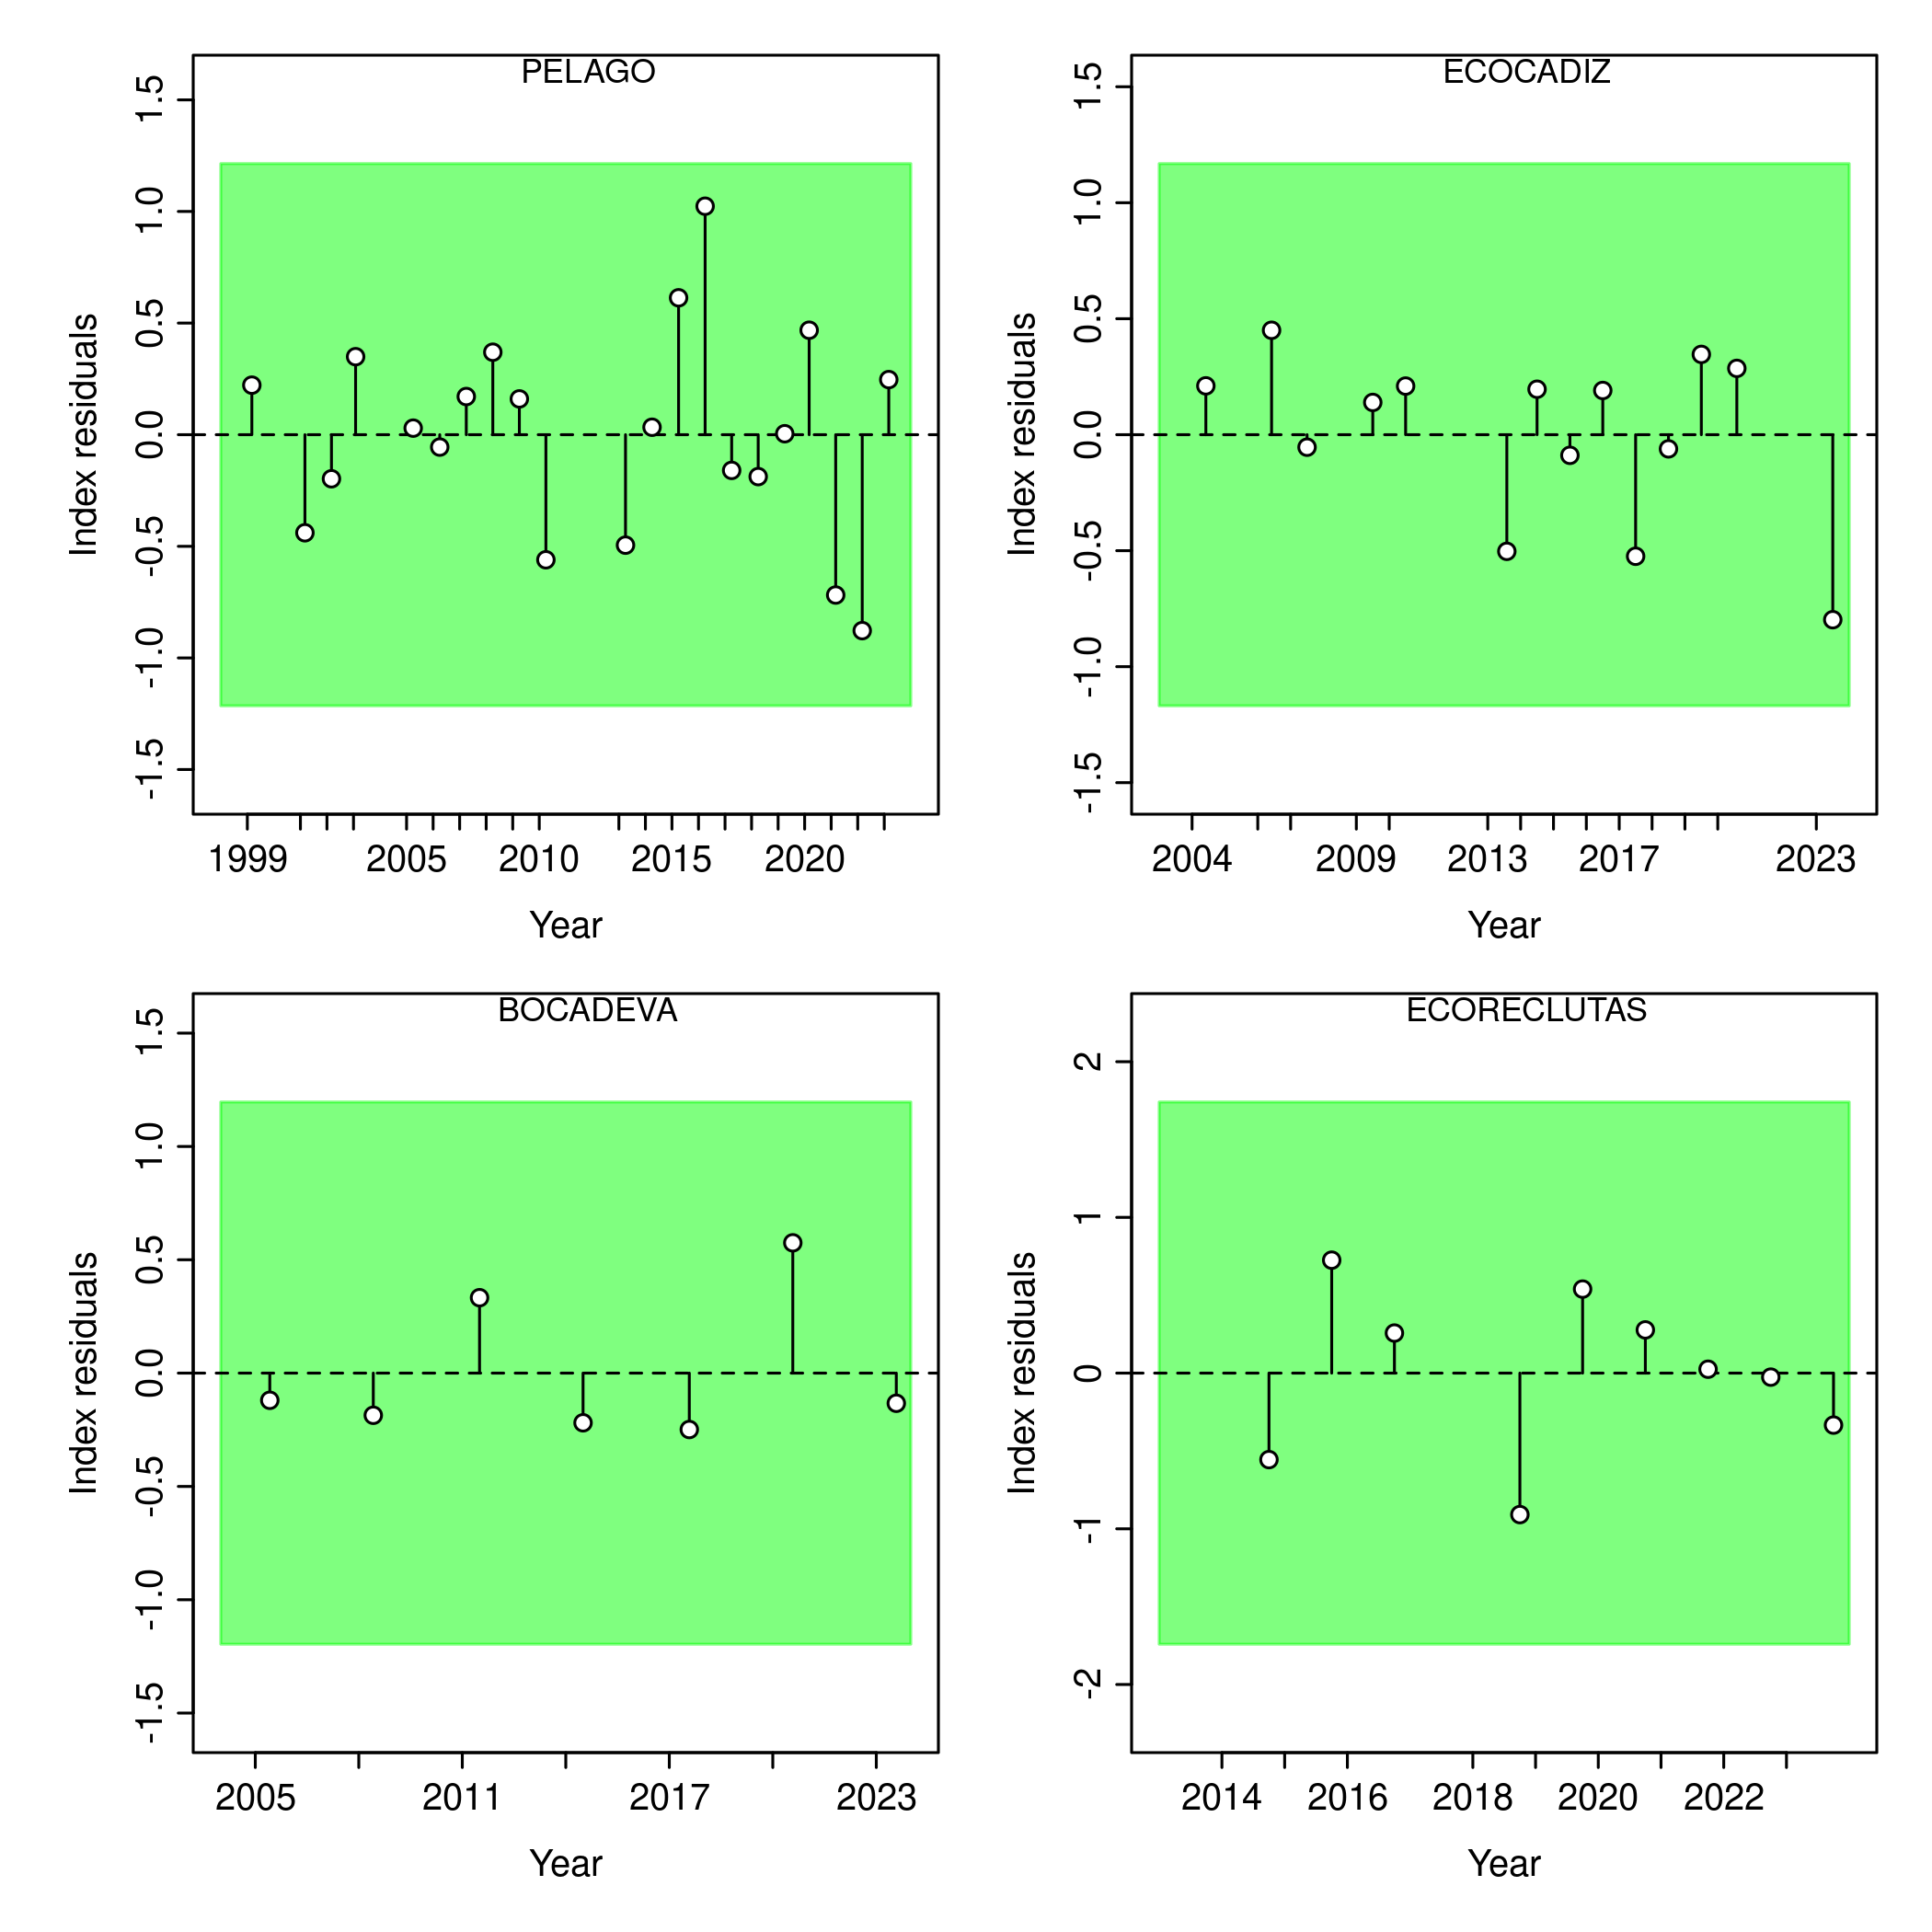 PELAGO
1.5
1.0
0.5
0.0
-0.5
-1.0
-1.5
Index residuals
1999 2005 2010 2015 2020
Year
ECOCADIZ
1.5
1.0
0.5
0.0
-0.5
-1.0
-1.5
Index residuals
2004 2009 2013 2017 2023
Year
BOCADEVA
1.5
1.0
0.5
0.0
-0.5
-1.0
-1.5
Index residuals
2005 2011 2017 2023
Year
ECORECLUTAS
2
1
0
-1
-2
Index residuals
2014 2016 2018 2020 2022
Year